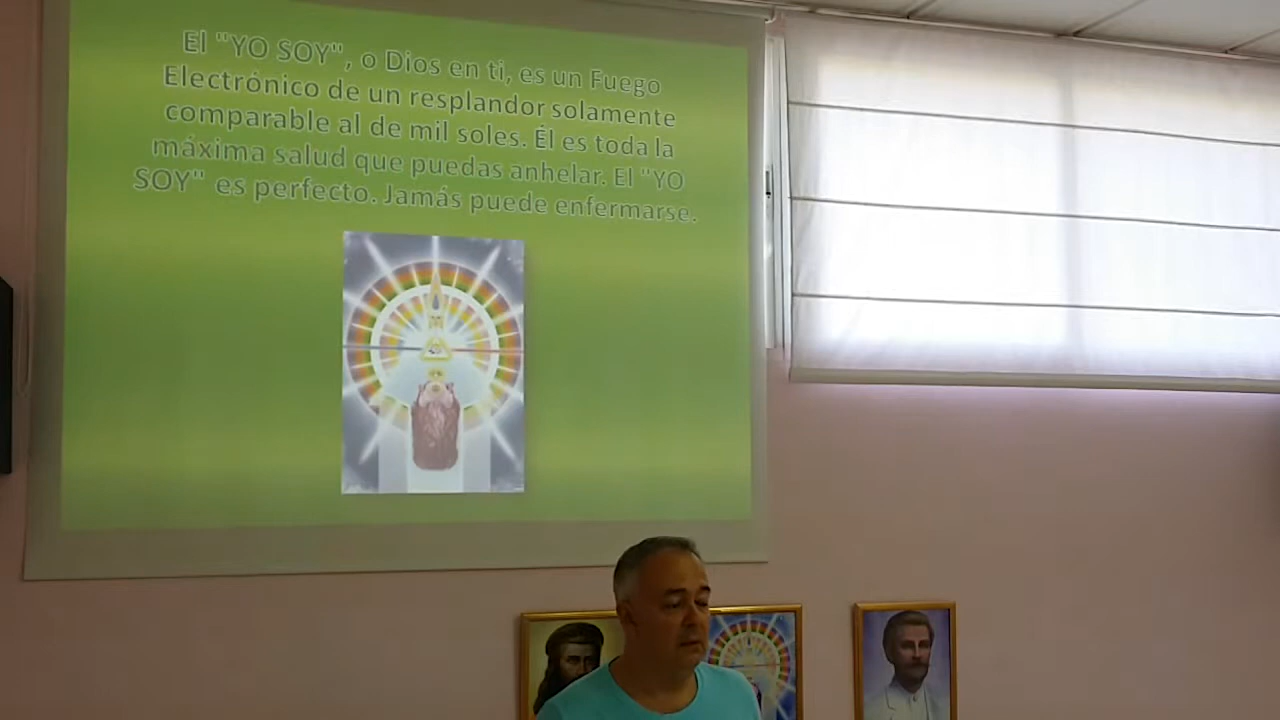 El "YO SOY", o Dios en ti, es un Fuego
Electrónico de un resplandor solamente
comparable al de mil soles. Él es toda la
máxima salud que puedas anhelar. El "YO
SOY" es perfecto. Jamás puede enfermarse.